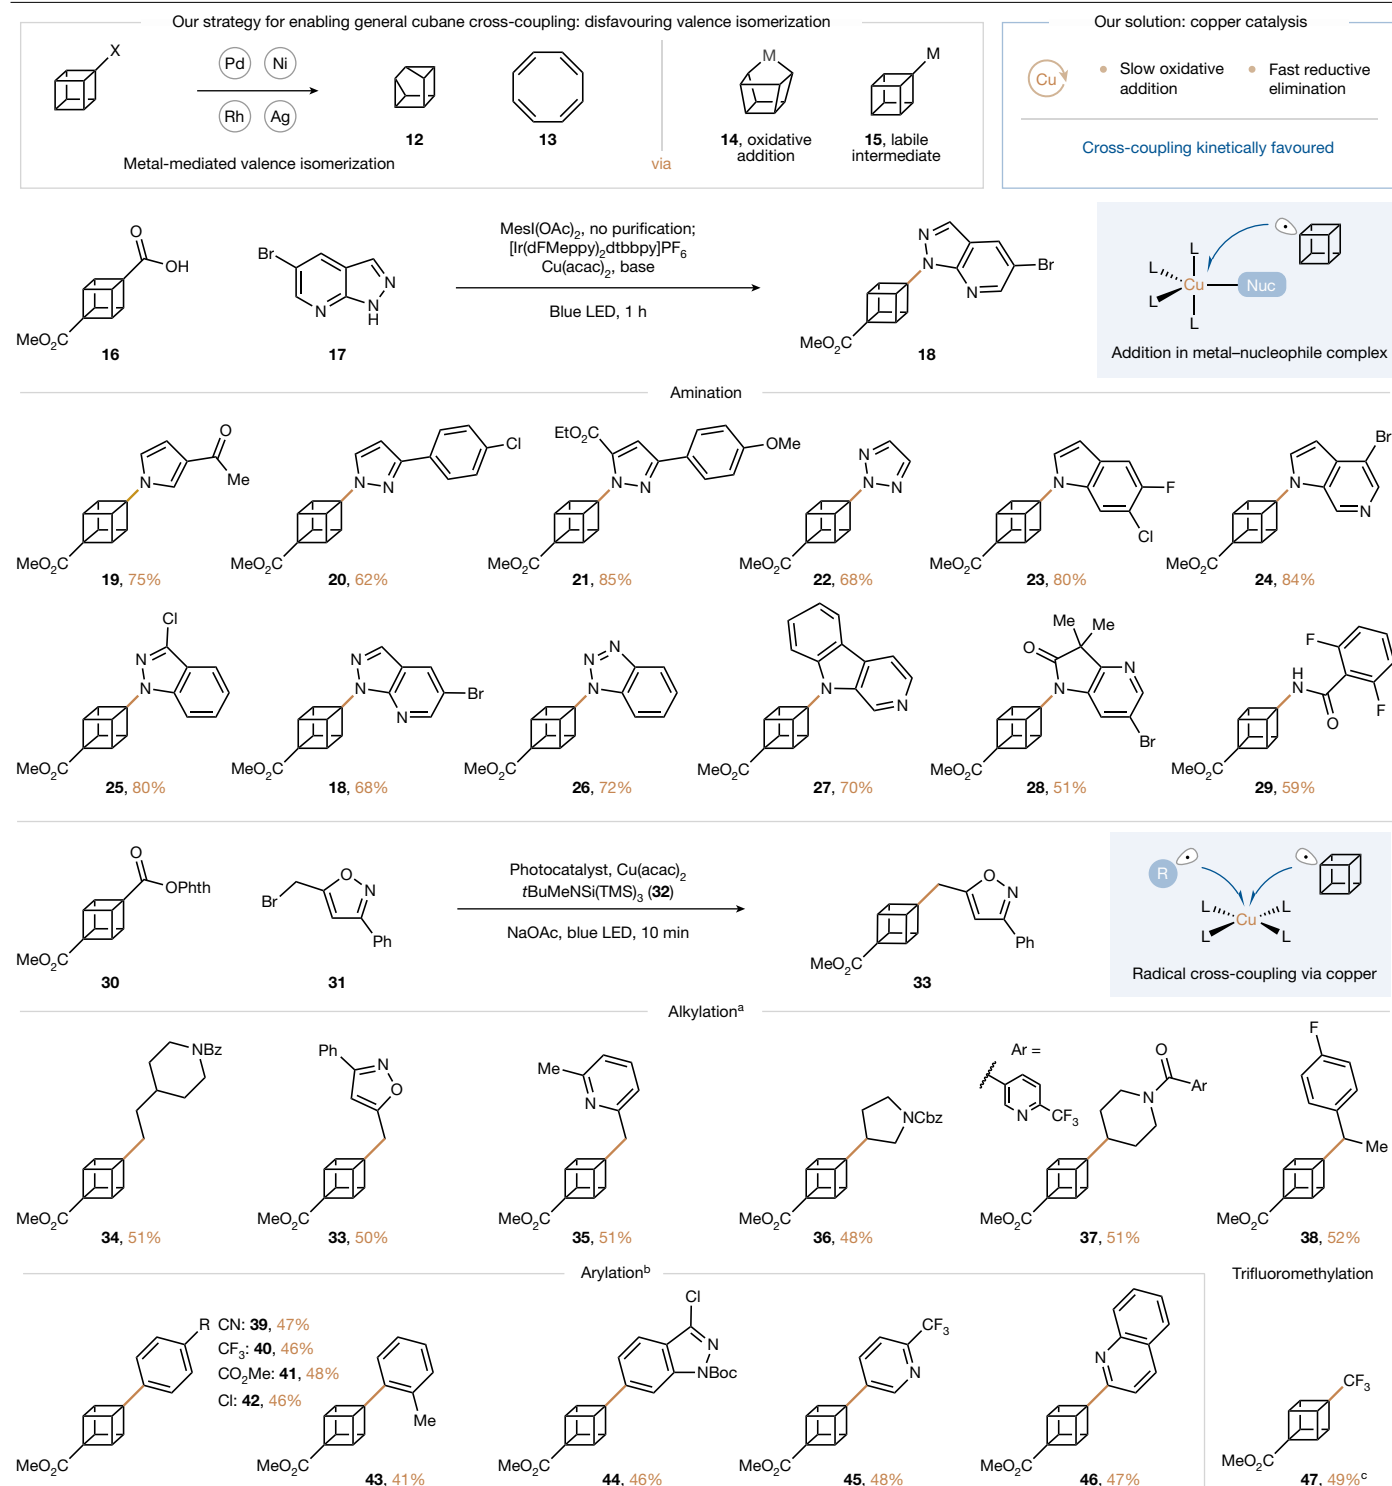 Our strategy for enabling general cubane cross-coupling: disfavouring valence isomerization
X
Pd Ni
Rh Ag
Metal-mediated valence isomerization
12
13
via
M
14, oxidative
addition
M
15, labile
intermediate
Our solution: copper catalysis
Cu
• Slow oxidative
addition
• Fast reductive
elimination
Cross-coupling kinetically favoured
O
OH
MeO2C
16
Br
N
N
N
H
17
MesI(OAc)2, no purification;
[Ir(dFMeppy)2dtbbpy]PF6
Cu(acac)2, base
Blue LED, 1 h
N
N
N
Br
MeO2C
18
L
L
L
L
Cu
Nuc
Addition in metal–nucleophile complex
Amination
O
Me
N
MeO2C
19, 75%
Cl
N
N
MeO2C
20, 62%
EtO2C
OMe
N
N
MeO2C
21, 85%
N
N
N
MeO2C
22, 68%
N
F
Cl
MeO2C
23, 80%
Br
N
N
MeO2C
24, 84%
Cl
N
N
MeO2C
25, 80%
N
N
N
Br
MeO2C
18, 68%
N
N
N
MeO2C
26, 72%
N
N
MeO2C
27, 70%
Me
Me
O
N
N
Br
MeO2C
28, 51%
F
H
N
O
F
MeO2C
29, 59%
O
OPhth
MeO2C
30
Br
O
N
Ph
31
Photocatalyst, Cu(acac)2
tBuMeNSi(TMS)3 (32)
NaOAc, blue LED, 10 min
O
N
Ph
MeO2C
33
R
L
L
Cu
L
L
Radical cross-coupling via copper
Alkylationa
NBz
MeO2C
34, 51%
Ph
N
O
MeO2C
33, 50%
Me
N
MeO2C
35, 51%
NCbz
MeO2C
36, 48%
Ar =
N
CF3
O
N
Ar
MeO2C
37, 51%
F
Me
MeO2C
38, 52%
Arylationb
Trifluoromethylation
R
CN: 39, 47%
CF3: 40, 46%
CO2Me: 41, 48%
Cl: 42, 46%
MeO2C
Me
MeO2C
43, 41%
Cl
N
NBoc
MeO2C
44, 46%
CF3
N
MeO2C
45, 48%
N
MeO2C
46, 47%
CF3
MeO2C
47, 49%c